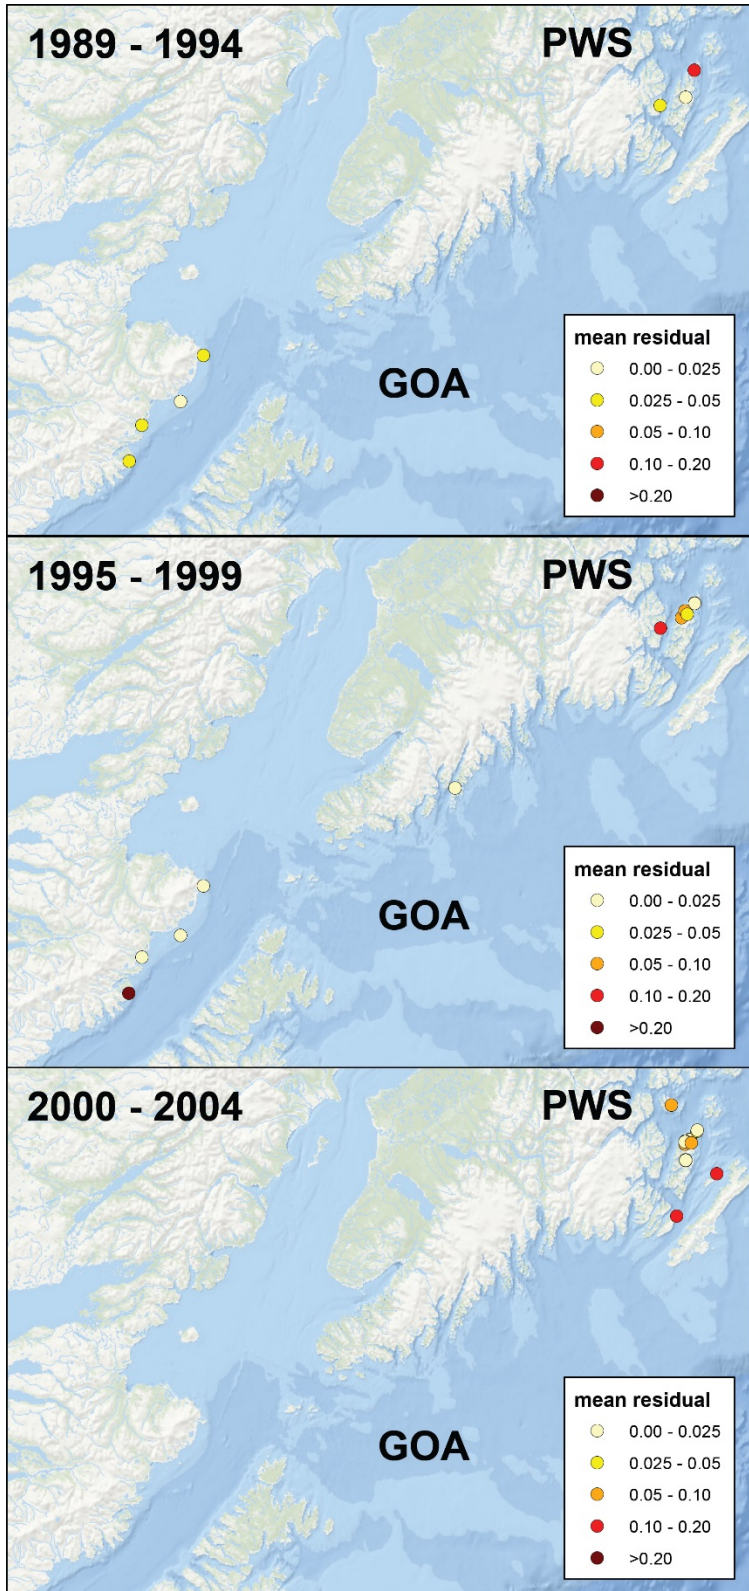 1989 - 1994
PWS
GOA
mean residual
0.00 - 0.025
0.025 - 0.05
0.05 - 0.10
0.10 - 0.20
>0.20
1995 - 1999
PWS
GOA
mean residual
0.00 - 0.025
0.025 - 0.05
0.05 - 0.10
0.10 - 0.20
>0.20
2000 - 2004
PWS
GOA
mean residual
0.00 - 0.025
0.025 - 0.05
0.05 - 0.10
0.10 - 0.20
>0.20